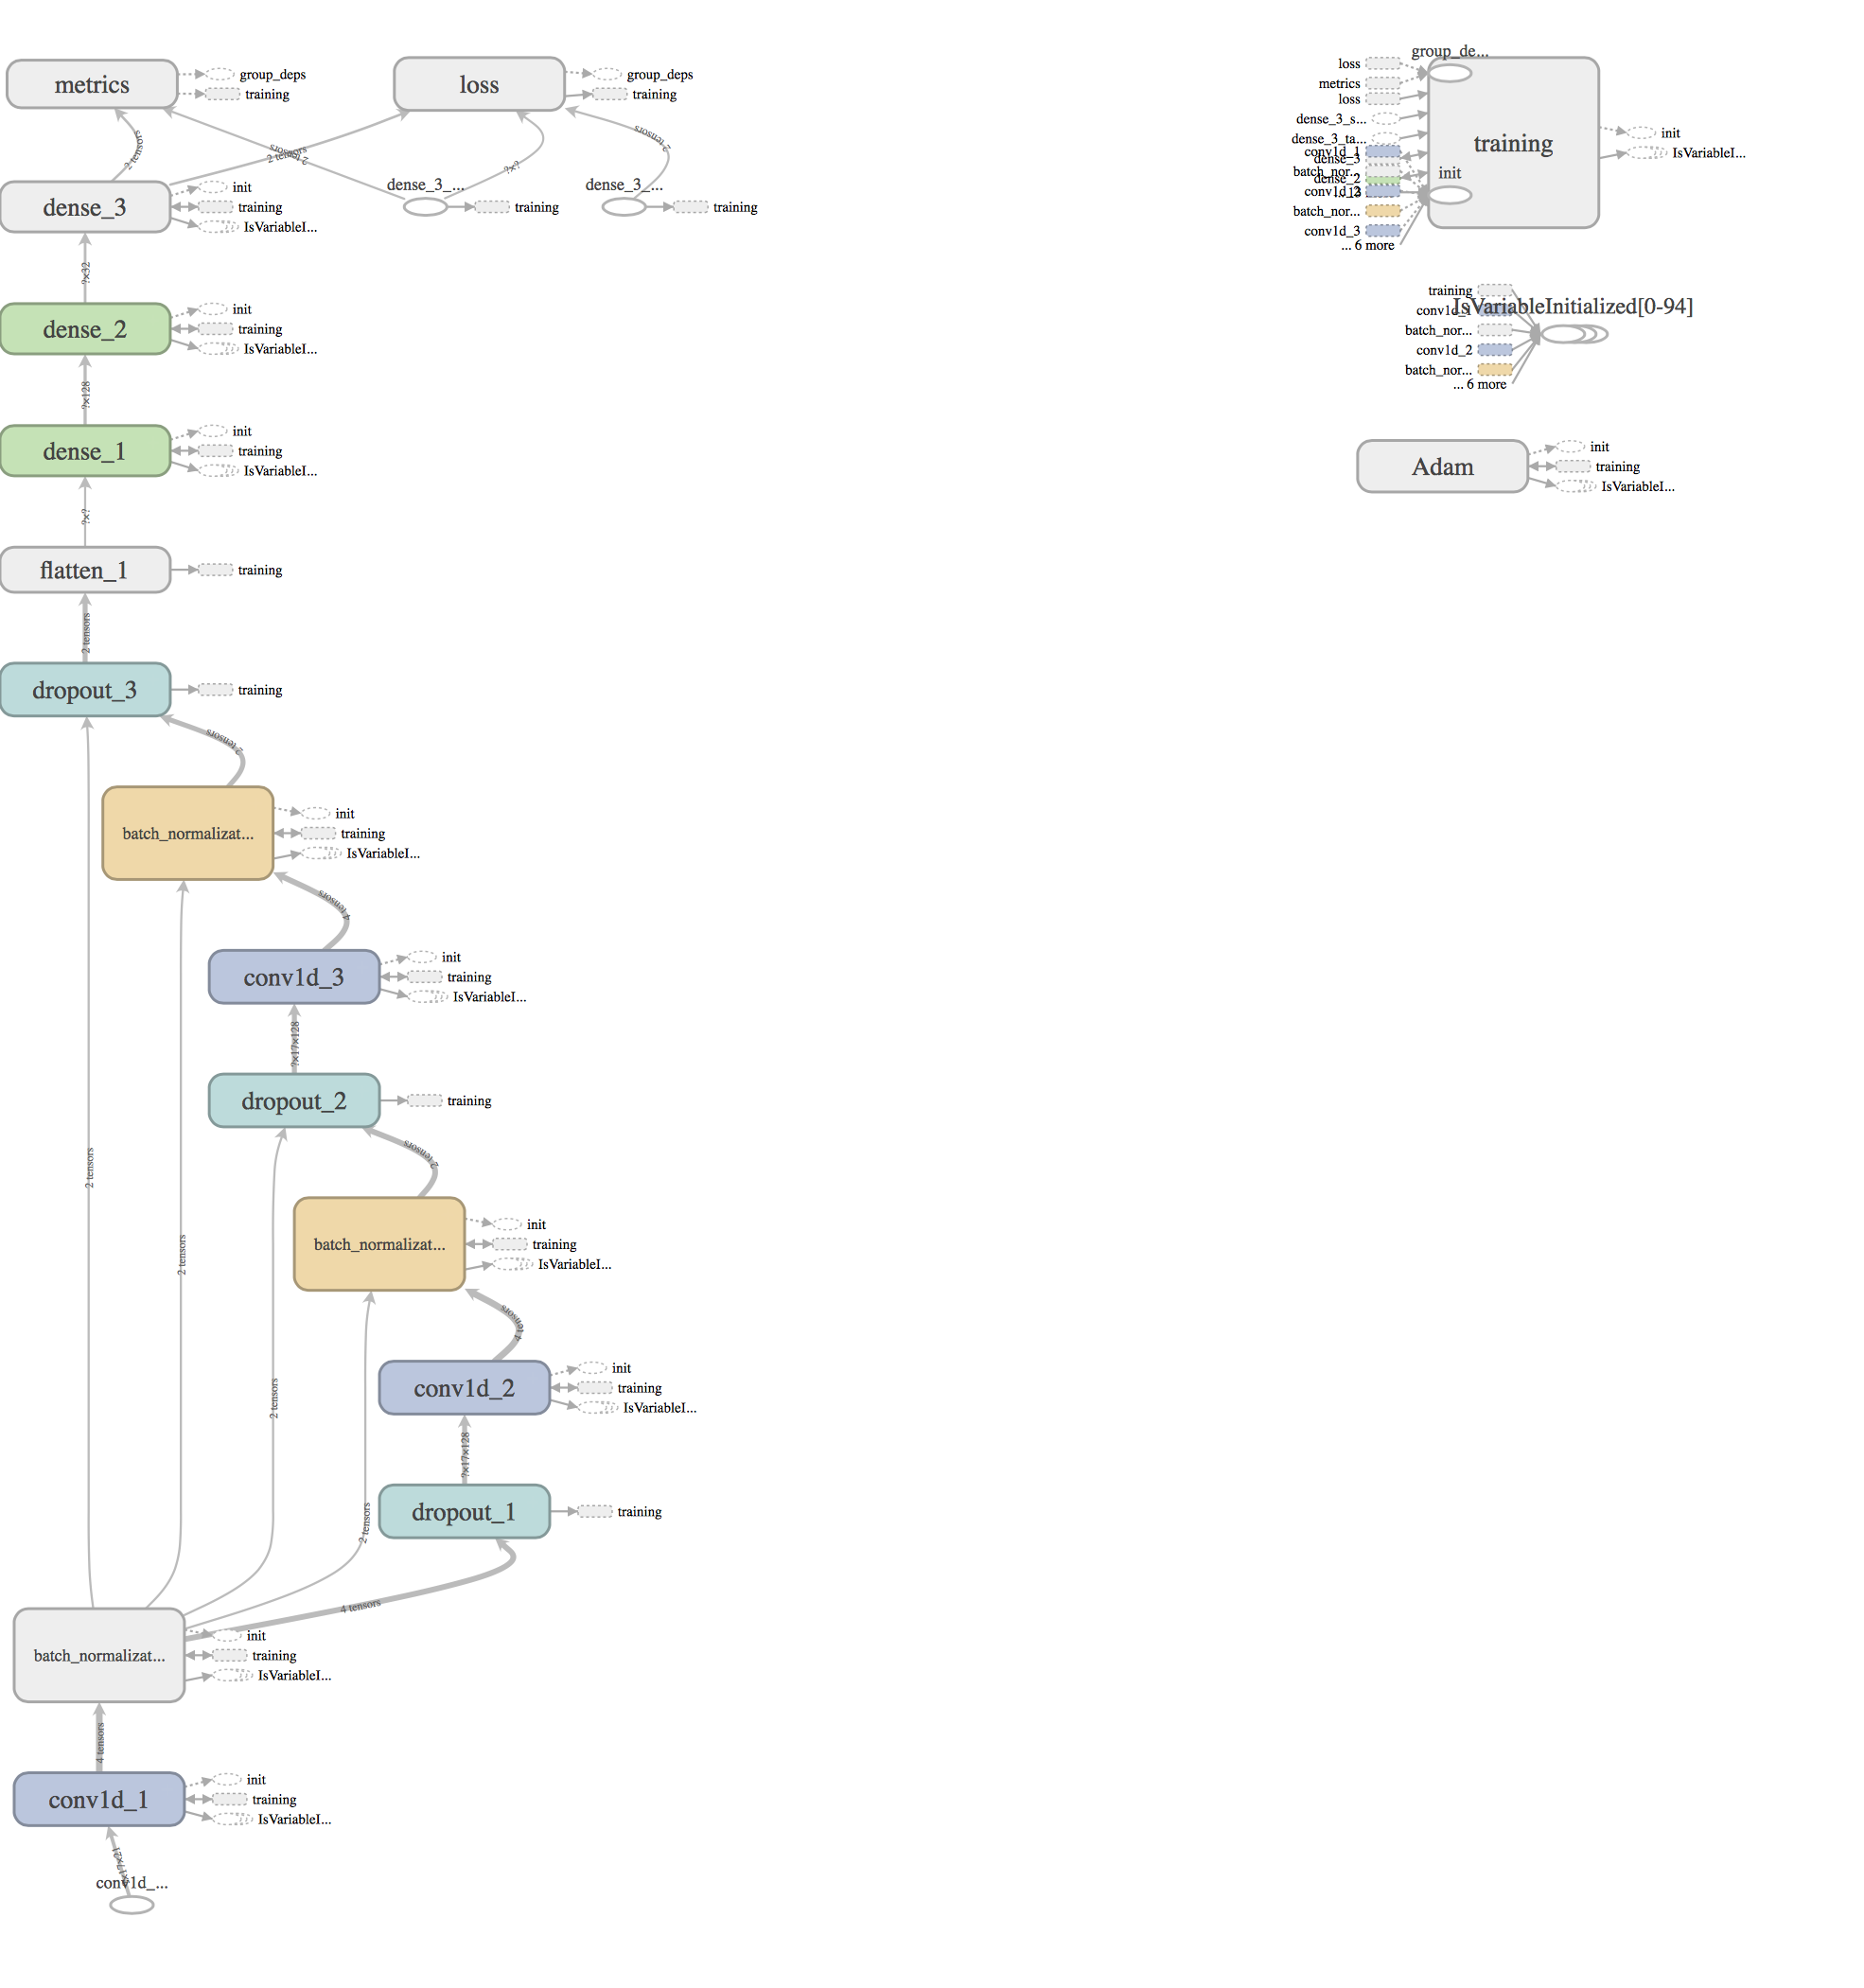 metrics
group_deps
training
2 tensors
loss
group_deps
training
2 tensors
2 tensors
?×?
2 tensors
dense_3
init
training
IsVariableI...
dense_3_...
training
dense_3_...
training
?×32
dense_2
init
training
IsVariableI...
?×128
dense_1
init
training
IsVariableI...
?×?
flatten_1
training
2 tensors
dropout_3
training
2 tensors
batch_normalizat...
init
training
IsVariableI...
4 tensors
conv1d_3
init
training
IsVariableI...
?×17×128
dropout_2
training
2 tensors
2 tensors
batch_normalizat...
init
training
IsVariableI...
2 tensors
4 tensors
conv1d_2
init
training
IsVariableI...
2 tensors
?×17×128
dropout_1
training
2 tensors
4 tensors
batch_normalizat...
init
training
IsVariableI...
4 tensors
conv1d_1
init
training
IsVariableI...
conv1d_...
group_de...
loss
metrics
loss
dense_3_s...
dense_3_ta...
conv1d_1
dense_3
batch_nor...
dense_2
conv1d_2
batch_nor...
conv1d_3
... 6 more
training
init
init
IsVariableI...
IsVariableInitialized[0-94]
training
conv1d_1
batch_nor...
conv1d_2
batch_nor...
... 6 more
Adam
init
training
IsVariableI...